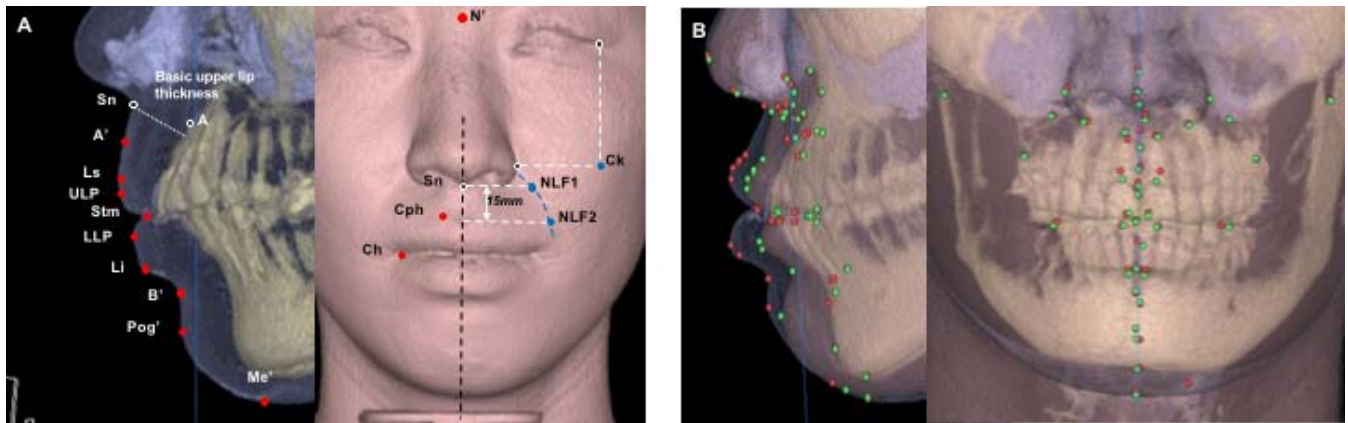 A
B
N'
Basic upper lip
thickness
Sn
A
A'
Ck
Ls
Sn
NLF1
ULP
15mm
Stm
Cph
NLF2
LLP
Ch
Li
B'
Pog'
Me'